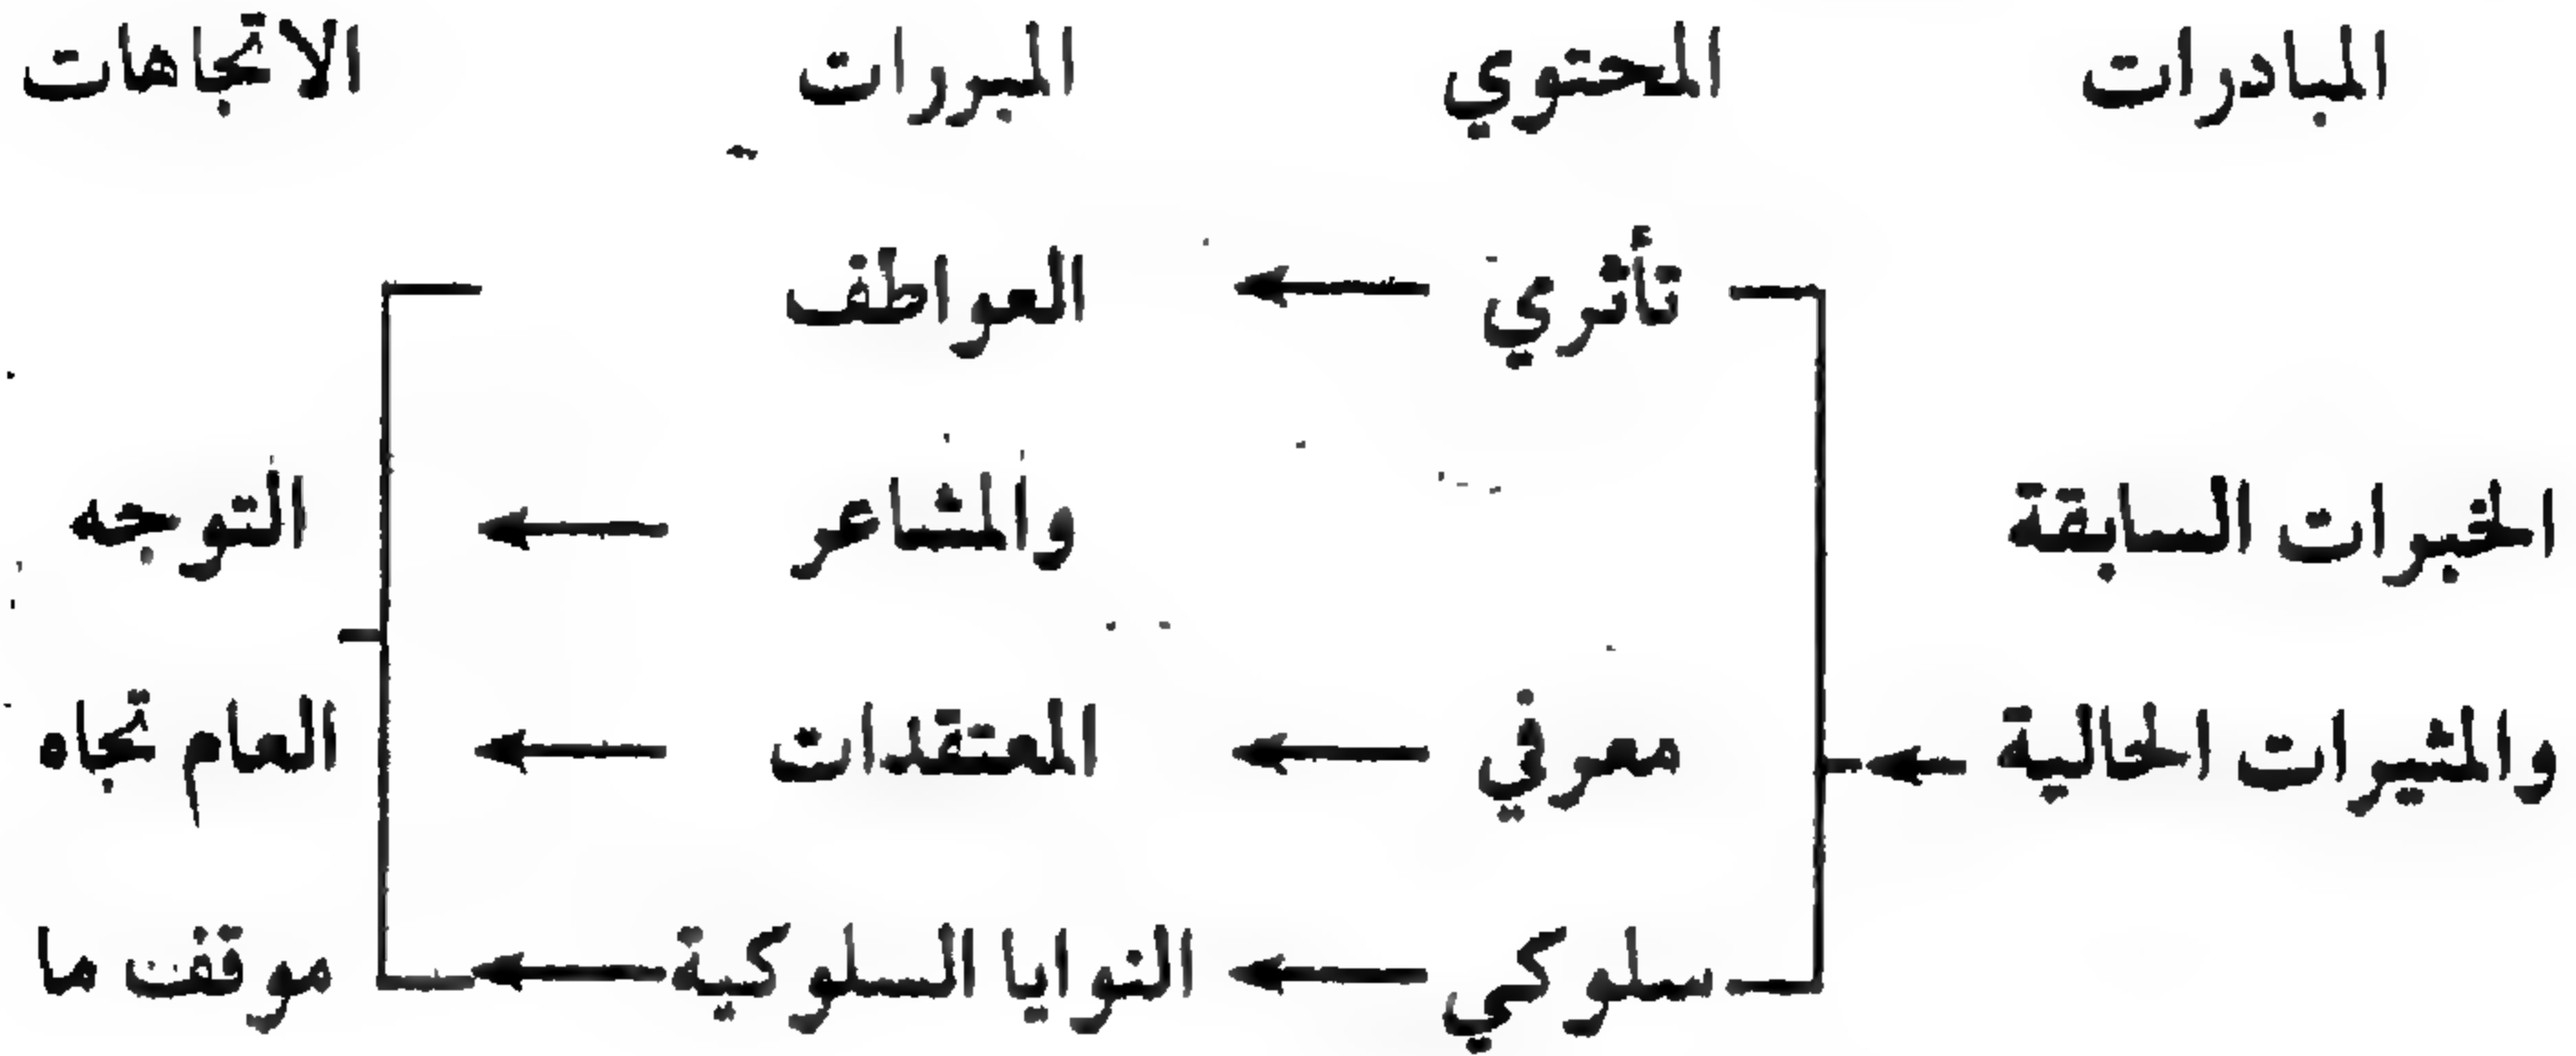 المبادرات المحتوي المبررات الاتجاهات
تأثري العواطف
الخبرات السابقة والمشاعر التوجه
والمثيرات الحالية معرفي المعتقدات العام تجاه
سلوكي النوايا السلوكية موقف ما